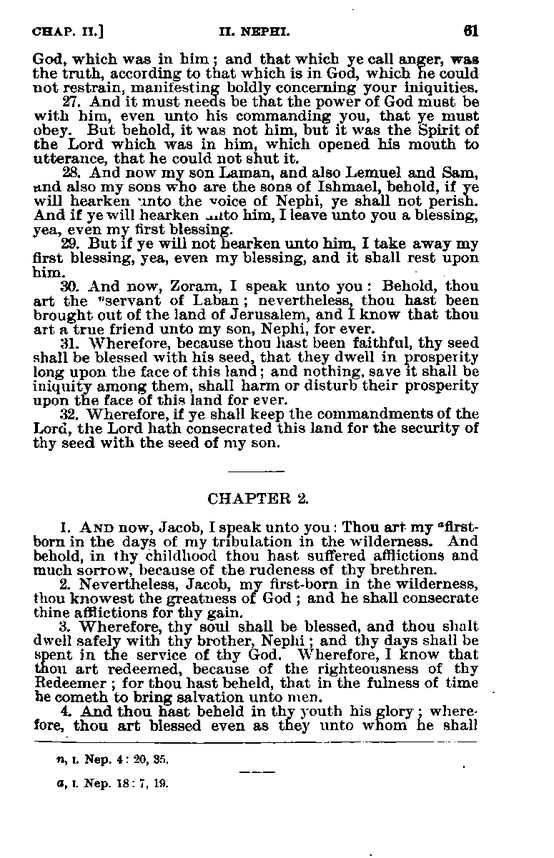 CHAP. II.] II. NEPHI. 61
God, which was in him; and that which ye call anger, was
the truth, according to that which is in God, which he could
not restrain, manifesting boldly concerning your iniquities.
27. And it must needs be that the power of God must be
with him, even unto his commanding you, that ye must
obey. But behold, it was not him, but it was the Spirit of
the Lord which was in him, which opened his mouth to
utterance, that he could not shut it.
28. And now my son Laman, and also Lemuel and Sam,
and also my sons who are the sons of Ishmael, behold, if ye
will hearken unto the voice of Nephi, ye shall not perish.
And if ye will hearken unto him, I leave unto you a blessing,
yea, even my first blessing.
29. But if ye will not hearken unto him, I take away my
first blessing, yea, even my blessing, and it shall rest upon
him.
30. And now, Zoram, I speak unto you: Behold, thou
art the ⁿservant of Laban; nevertheless, thou hast been
brought out of the land of Jerusalem, and I know that thou
art a true friend unto my son, Nephi, for ever.
31. Wherefore, because thou hast been faithful, thy seed
shall be blessed with his seed, that they dwell in prosperity
long upon the face of this land; and nothing, save it shall be
iniquity among them, shall harm or disturb their prosperity
upon the face of this land for ever.
32. Wherefore, if ye shall keep the commandments of the
Lord, the Lord hath consecrated this land for the security of
thy seed with the seed of my son.
CHAPTER 2.
1. AND now, Jacob, I speak unto you: Thou art my ᵃfirst-
born in the days of my tribulation in the wilderness. And
behold, in thy childhood thou hast suffered afflictions and
much sorrow, because of the rudeness of thy brethren.
2. Nevertheless, Jacob, my first-born in the wilderness,
thou knowest the greatness of God; and he shall consecrate
thine afflictions for thy gain.
3. Wherefore, thy soul shall be blessed, and thou shalt
dwell safely with thy brother, Nephi; and thy days shall be
spent in the service of thy God. Wherefore, I know that
thou art redeemed, because of the righteousness of thy
Redeemer; for thou hast beheld, that in the fulness of time
he cometh to bring salvation unto men.
4. And thou hast beheld in thy youth his glory; where-
fore, thou art blessed even as they unto whom he shall
n, I. Nep. 4: 20, 35.
a, I. Nep. 18: 7, 19.